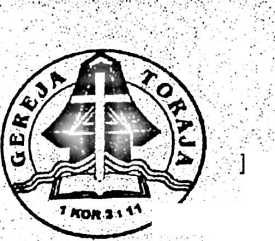 GEREJA TORAJA
1 KOR.3:11
]